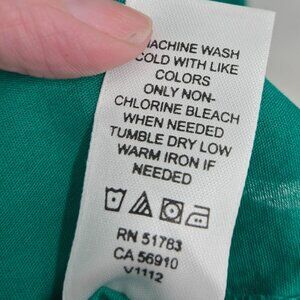 MACHINE WASH
COLD WITH LIKE
COLORS
ONLY NON-
CHLORINE BLEACH
WHEN NEEDED
TUMBLE DRY LOW
WARM IRON IF
NEEDED
RN 51783
CA 56910
V1112